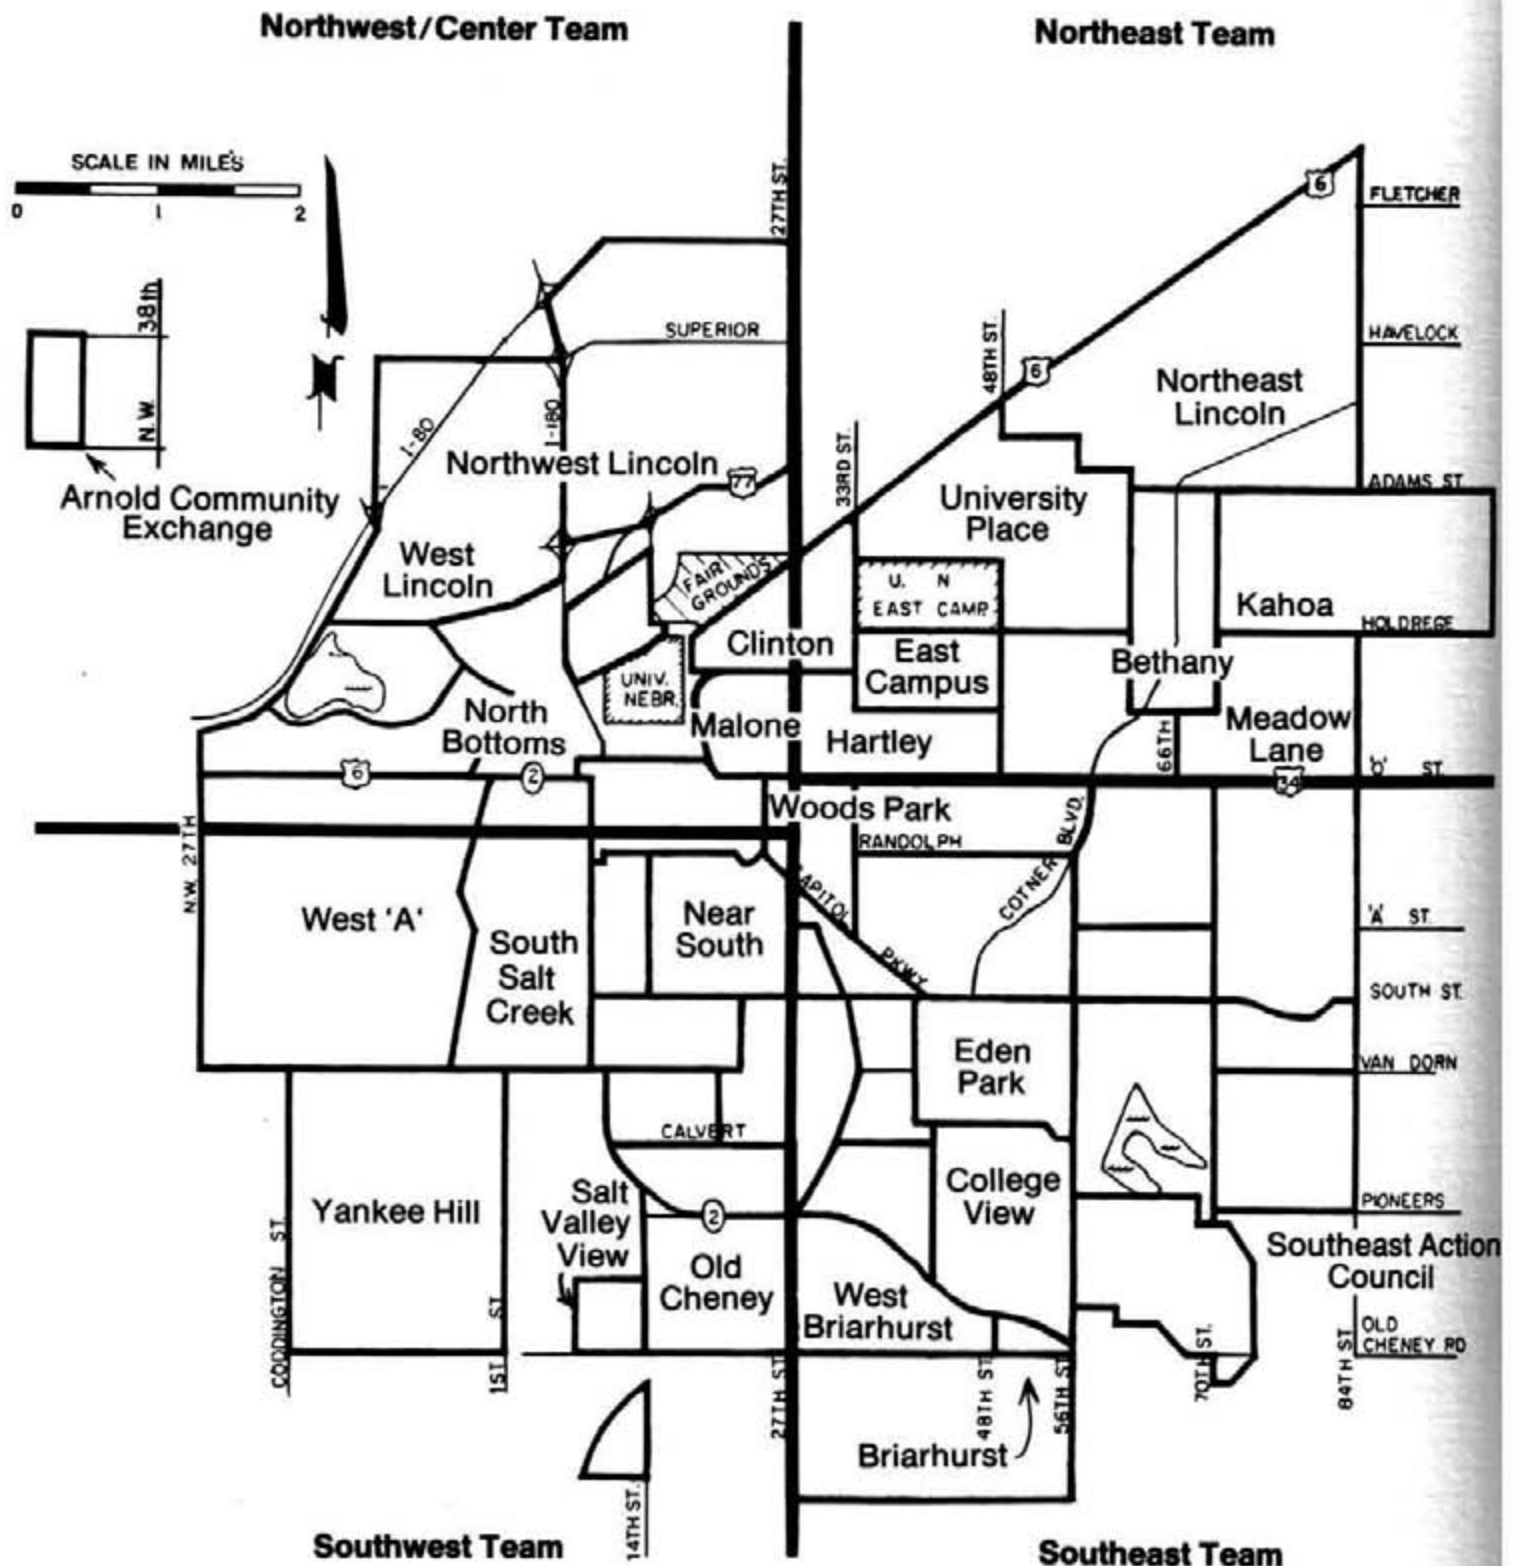 Northwest/Center Team
Northeast Team
SCALE IN MILES
0 1 2
27TH ST.
6
FLETCHER
38th
N.W.
SUPERIOR
48TH ST.
6
HAVELOCK
Northeast
Lincoln
I-80
I-180
Northwest Lincoln
77
33RD ST.
ADAMS ST
Arnold Community
Exchange
University
Place
West
Lincoln
FAIR
GROUNDS
U. N
EAST CAMP.
Kahoa
HOLDREGE
Clinton
East
Campus
Bethany
UNIV.
NEBR.
North
Bottoms
Malone
Hartley
66TH
Meadow
Lane
6
2
34
'O' ST.
Woods Park
RANDOLPH
COTNER BLVD.
N.W. 27TH
CAPITOL PKWY
West 'A'
Near
South
'A' ST.
South
Salt
Creek
SOUTH ST.
Eden
Park
VAN DORN
CALVERT
Yankee Hill
Salt
Valley
View
College
View
PIONEERS
2
Old
Cheney
Southeast Action
Council
West
Briarhurst
CODDINGTON ST.
1ST ST
27TH ST
48TH ST
56TH ST
70TH ST.
84TH ST
OLD
CHENEY RD
Briarhurst
14TH ST.
Southwest Team
Southeast Team